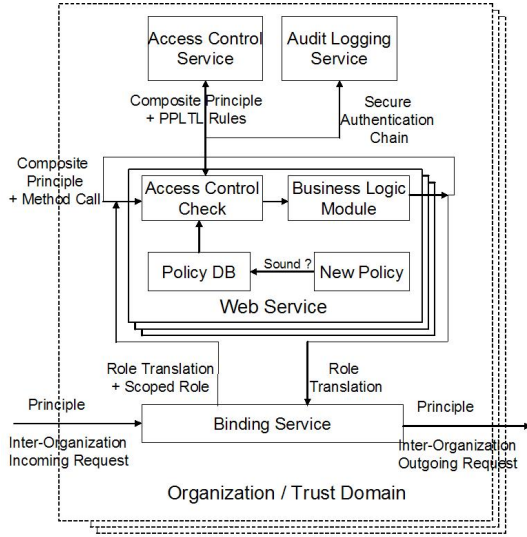 Access Control
Service
Audit Logging
Service
Composite Principle
+ PPLTL Rules
Secure
Authentication
Chain
Composite
Principle
+ Method Call
Access Control
Check
Business Logic
Module
Policy DB
Sound ?
New Policy
Web Service
Role Translation
+ Scoped Role
Role
Translation
Principle
Inter-Organization
Incoming Request
Binding Service
Principle
Inter-Organization
Outgoing Request
Organization / Trust Domain